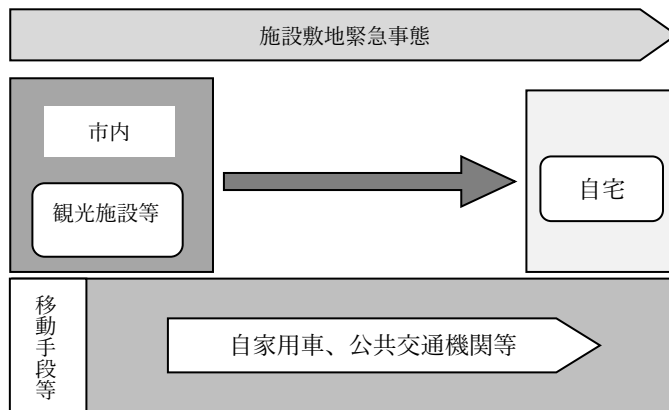 施設敷地緊急事態
市内
観光施設等
自宅
移動手段等
自家用車、公共交通機関等